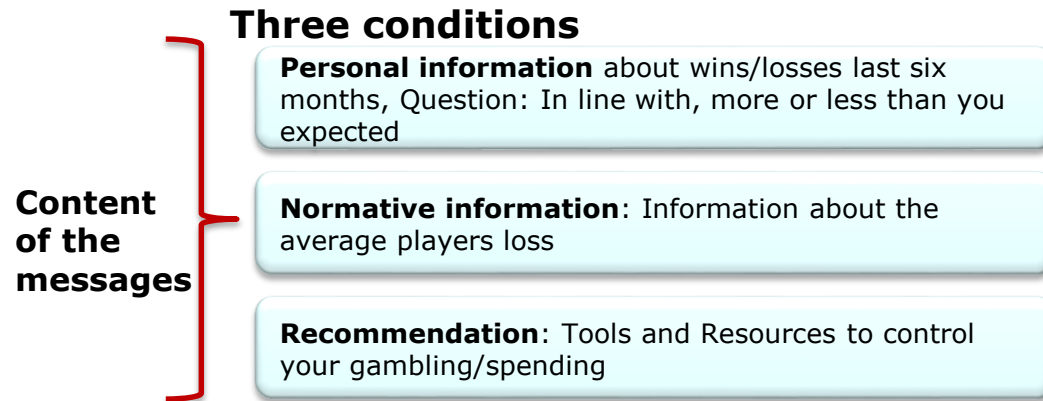 Three conditions
Personal information about wins/losses last six
months, Question: In line with, more or less than you
expected
Content
of the
messages
Normative information: Information about the
average players loss
Recommendation: Tools and Resources to control
your gambling/spending